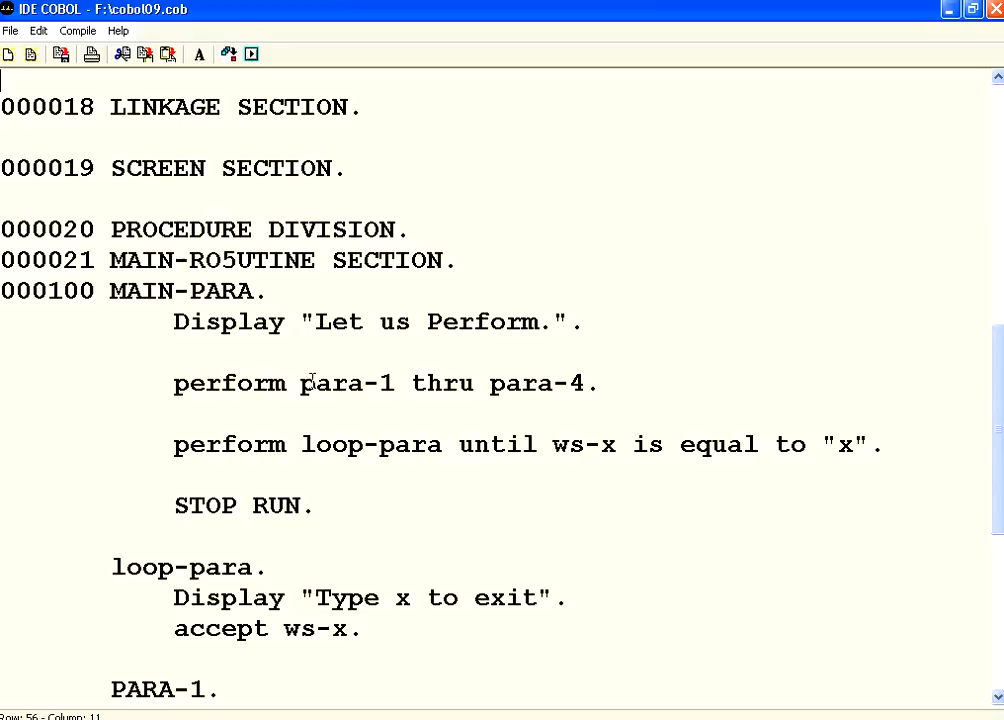 IDE COBOL - F:\cobol09.cob
File Edit Compile Help
A
000018 LINKAGE SECTION.
000019 SCREEN SECTION.
000020 PROCEDURE DIVISION.
000021 MAIN-RO5UTINE SECTION.
000100 MAIN-PARA.
Display "Let us Perform.".
perform para-1 thru para-4.
perform loop-para until ws-x is equal to "x".
STOP RUN.
loop-para.
Display "Type x to exit".
accept ws-x.
PARA-1.
Row: 56 - Column: 11